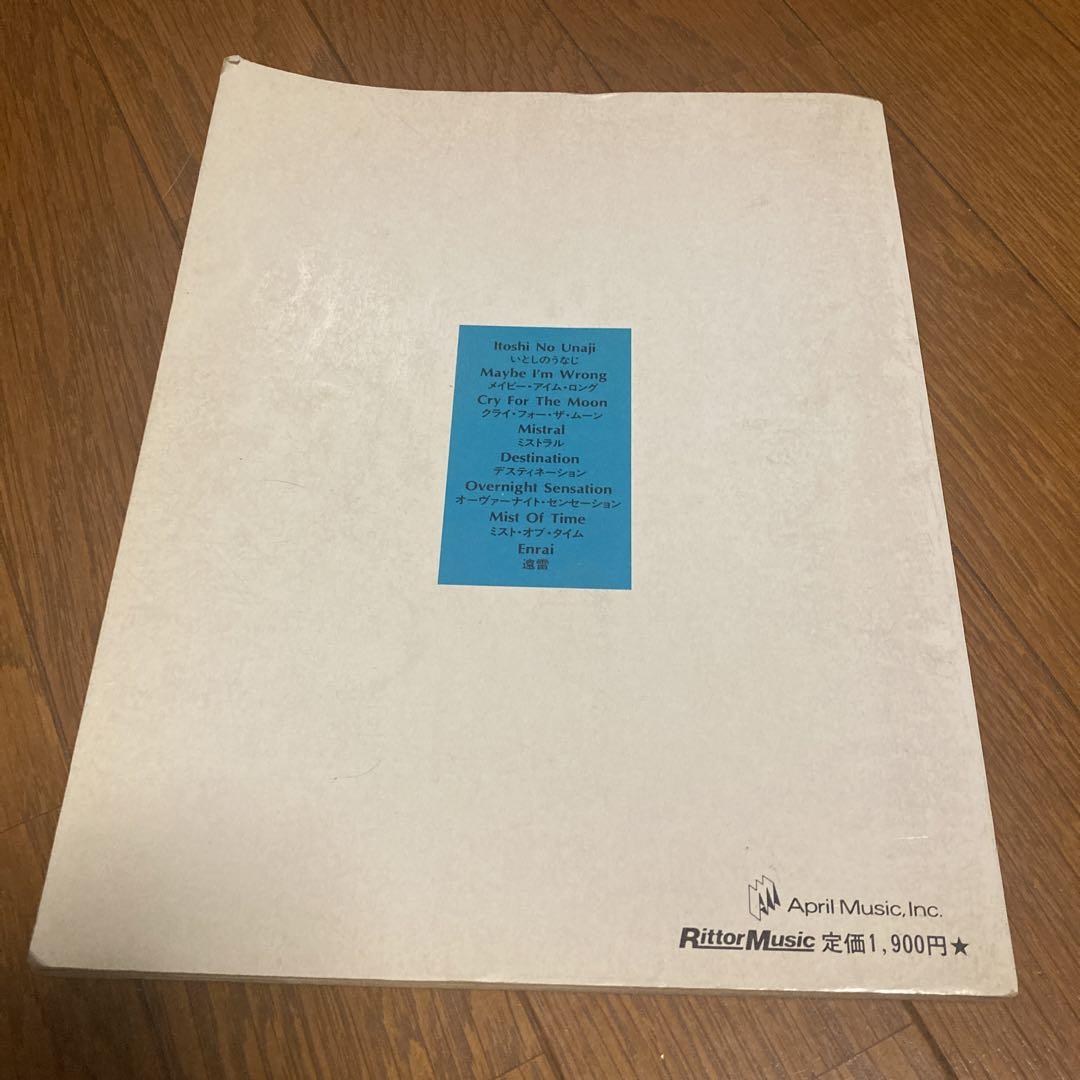 Itoshi No Unaji
いとしのうなじ
Maybe I'm Wrong
メイビー・アイム・ロング
Cry For The Moon
クライ・フォー・ザ・ムーン
Mistral
ミストラル
Destination
デスティネーション
Overnight Sensation
オーヴァーナイト・センセーション
Mist Of Time
ミスト・オブ・タイム
Enrai
遠雷
April Music, Inc.
RittorMusic 定価1,900円★